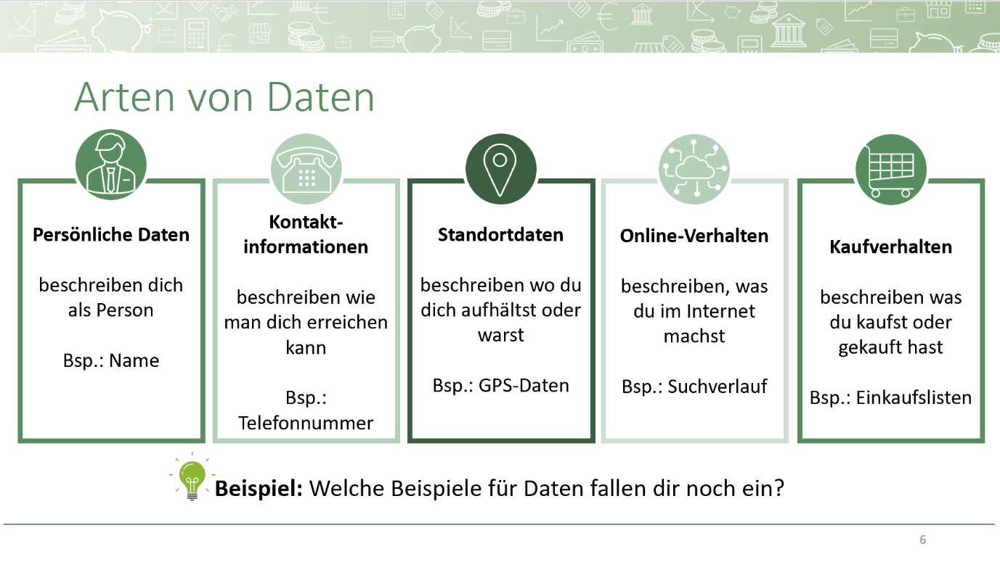 Arten von Daten
Persönliche Daten
beschreiben dich
als Person
Bsp.: Name
Kontakt-
informationen
beschreiben wie
man dich erreichen
kann
Bsp.:
Telefonnummer
Standortdaten
beschreiben wo du
dich aufhältst oder
warst
Bsp.: GPS-Daten
Online-Verhalten
beschreiben, was
du im Internet
machst
Bsp.: Suchverlauf
Kaufverhalten
beschreiben was
du kaufst oder
gekauft hast
Bsp.: Einkaufslisten
Beispiel: Welche Beispiele für Daten fallen dir noch ein?
6